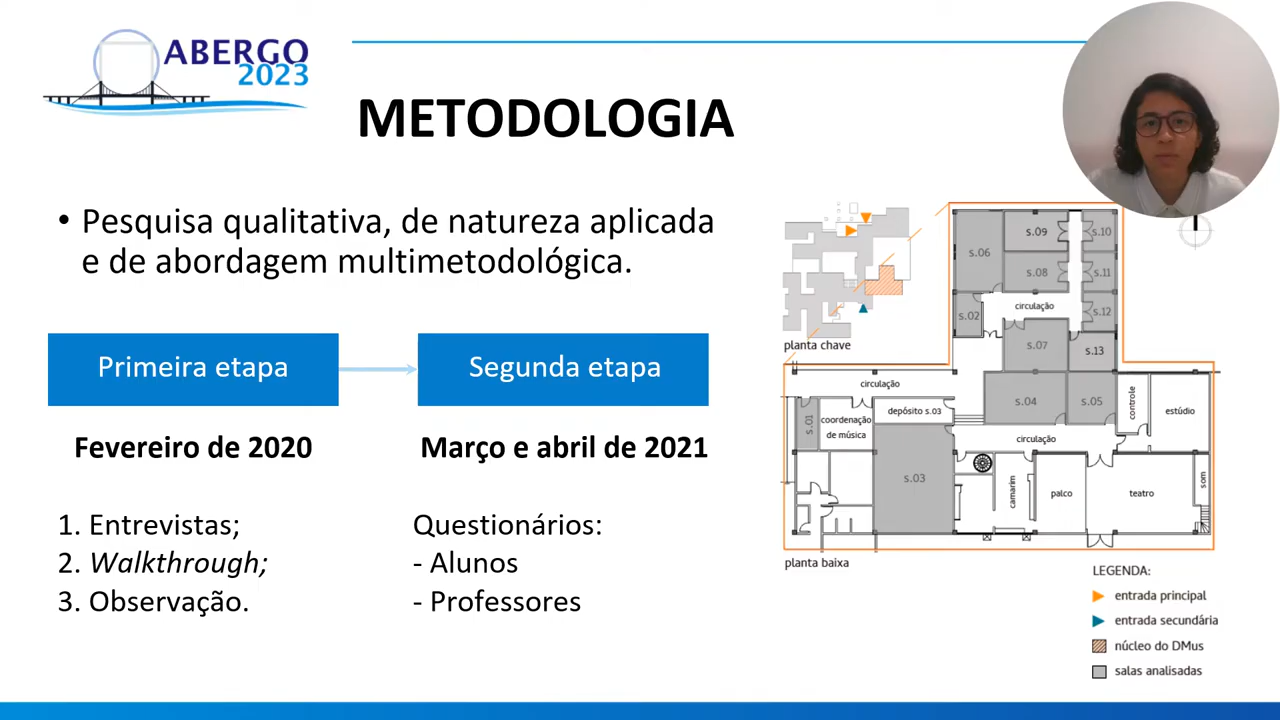 ABERGO
2023
METODOLOGIA
• Pesquisa qualitativa, de natureza aplicada
e de abordagem multimetodológica.
Primeira etapa
Segunda etapa
Fevereiro de 2020
Março e abril de 2021
1. Entrevistas;
2. Walkthrough;
3. Observação.
Questionários:
- Alunos
- Professores
planta chave
s.06
s.09
s.10
s.08
s.11
s.02
circulação
s.12
s.07
s.13
circulação
s.01
coordenação
de música
depósito s.03
s.04
s.05
controle
estúdio
circulação
s.03
camarim
palco
teatro
som
planta baixa
LEGENDA:
entrada principal
entrada secundária
núcleo do DMus
salas analisadas